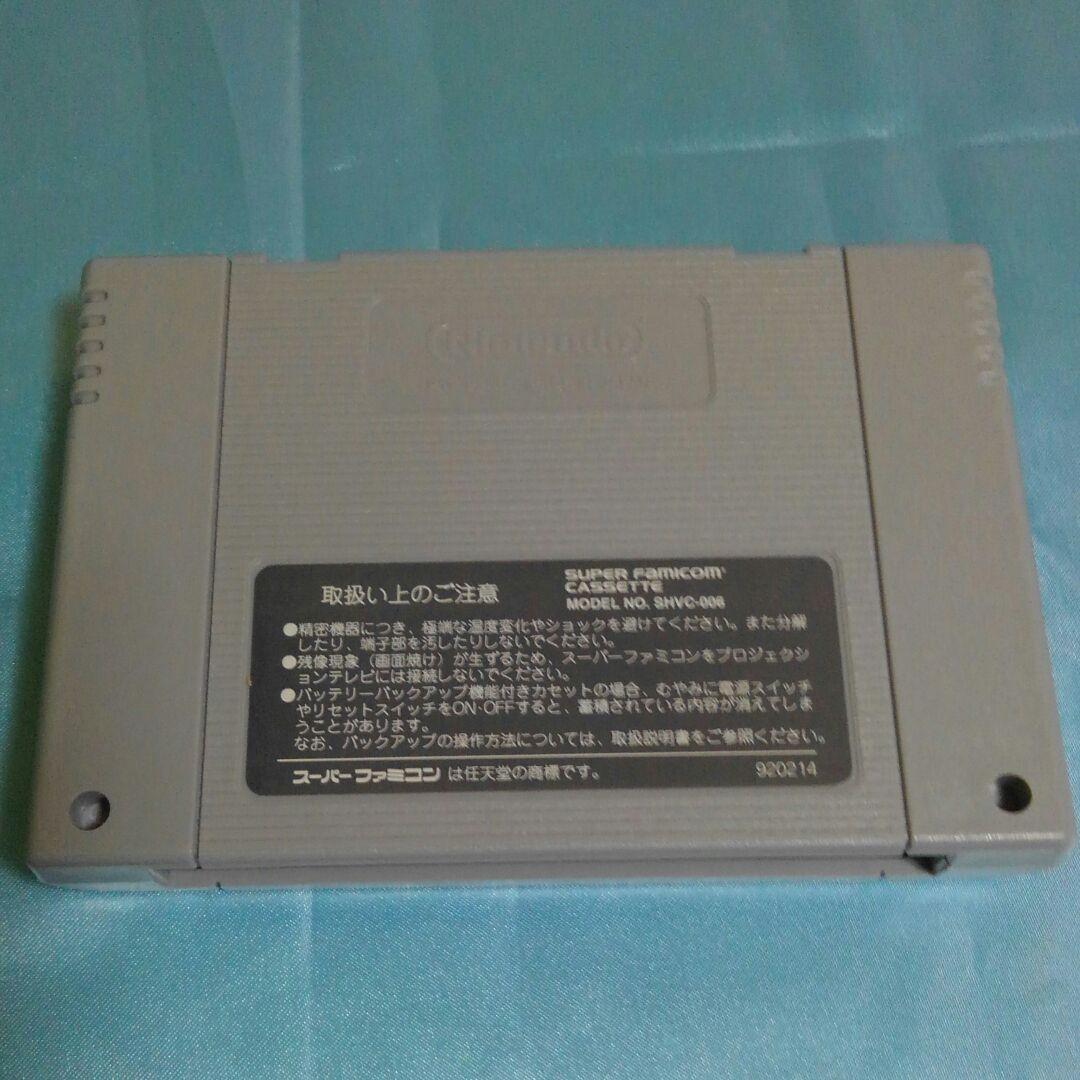 Nintendo
取扱い上のご注意
SUPER FAMICOM
CASSETTE
MODEL NO. SHVC-006
●精密機器につき、極端な温度変化やショックを避けてください。また分解
したり、端子部を汚したりしないでください。
●残像現象（画面焼け）が生ずるため、スーパーファミコンをプロジェクシ
ョンテレビには接続しないでください。
●バッテリーバックアップ機能付きカセットの場合、むやみに電源スイッチ
やリセットスイッチをON・OFFすると、蓄積されている内容が消えてしま
うことがあります。
なお、バックアップの操作方法については、取扱説明書をご参照ください。
スーパーファミコン は任天堂の商標です。
920214